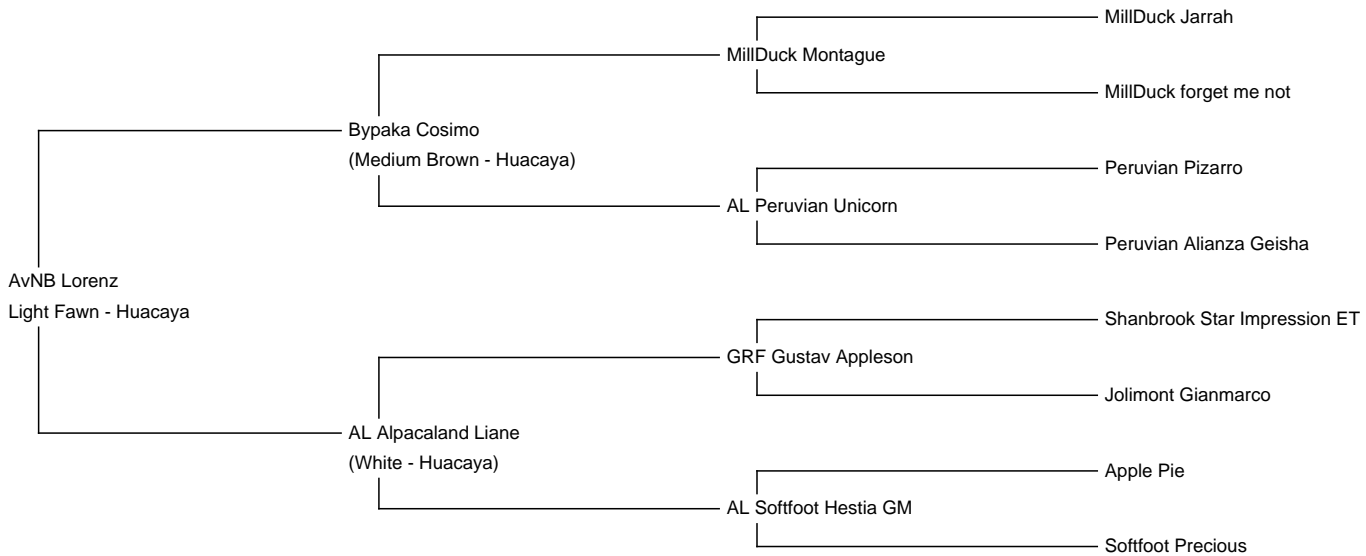 MillDuck Jarrah
MillDuck Montague
MillDuck forget me not
Bypaka Cosimo
(Medium Brown - Huacaya)
Peruvian Pizarro
AL Peruvian Unicorn
Peruvian Alianza Geisha
AvNB Lorenz
Light Fawn - Huacaya
Shanbrook Star Impression ET
GRF Gustav Appleson
Jolimont Gianmarco
AL Alpacaland Liane
(White - Huacaya)
Apple Pie
AL Softfoot Hestia GM
Softfoot Precious